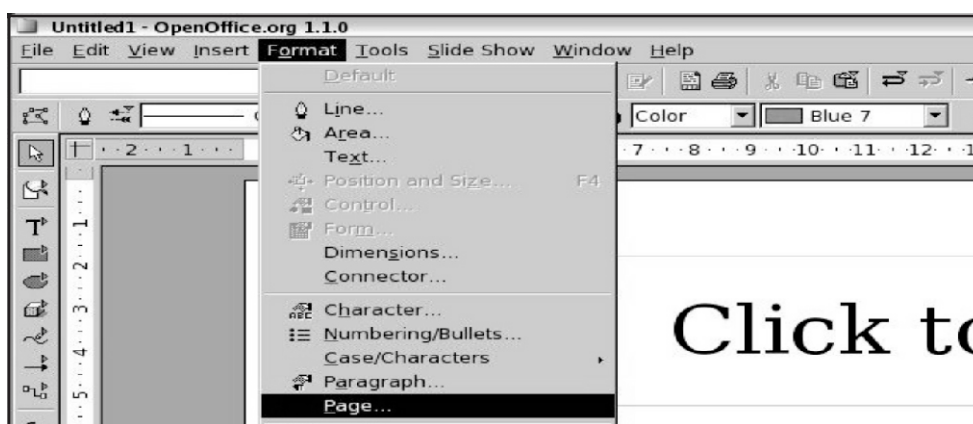 Untitled1 - OpenOffice.org 1.1.0
File Edit View Insert Format Tools Slide Show Window Help
Default
Line...
Color Blue 7
Area...
Text...
2 1 7 8 9 10 11 12
Position and Size... F4
Control...
Form...
Dimensions...
Connector...
Character...
Numbering/Bullets...
Case/Characters
Paragraph...
Page...
Click to
T
1
2
3
4
5